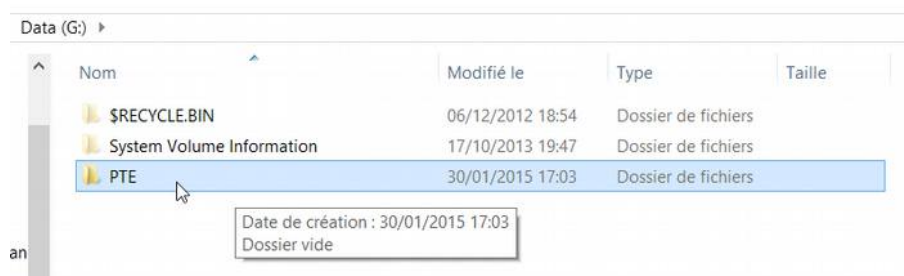 Data (G:)
Nom Modifié le Type Taille
$RECYCLE.BIN 06/12/2012 18:54 Dossier de fichiers
System Volume Information 17/10/2013 19:47 Dossier de fichiers
PTE 30/01/2015 17:03 Dossier de fichiers
Date de création : 30/01/2015 17:03
Dossier vide
an